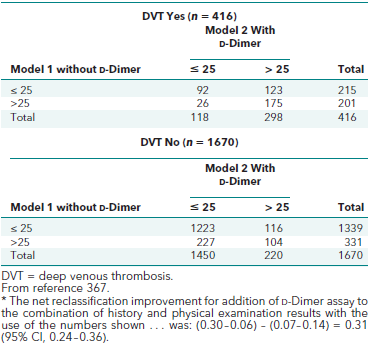 DVT Yes (n = 416)
Model 2 With
D-Dimer
Model 1 without D-Dimer ≤ 25 > 25 Total
≤ 25 92 123 215
>25 26 175 201
Total 118 298 416
DVT No (n = 1670)
Model 2 With
D-Dimer
Model 1 without D-Dimer ≤ 25 > 25 Total
≤ 25 1223 116 1339
>25 227 104 331
Total 1450 220 1670
DVT = deep venous thrombosis.
From reference 367.
* The net reclassification improvement for addition of D-Dimer assay to
the combination of history and physical examination results with the
use of the numbers shown . . . was: (0.30-0.06) - (0.07-0.14) = 0.31
(95% CI, 0.24-0.36).